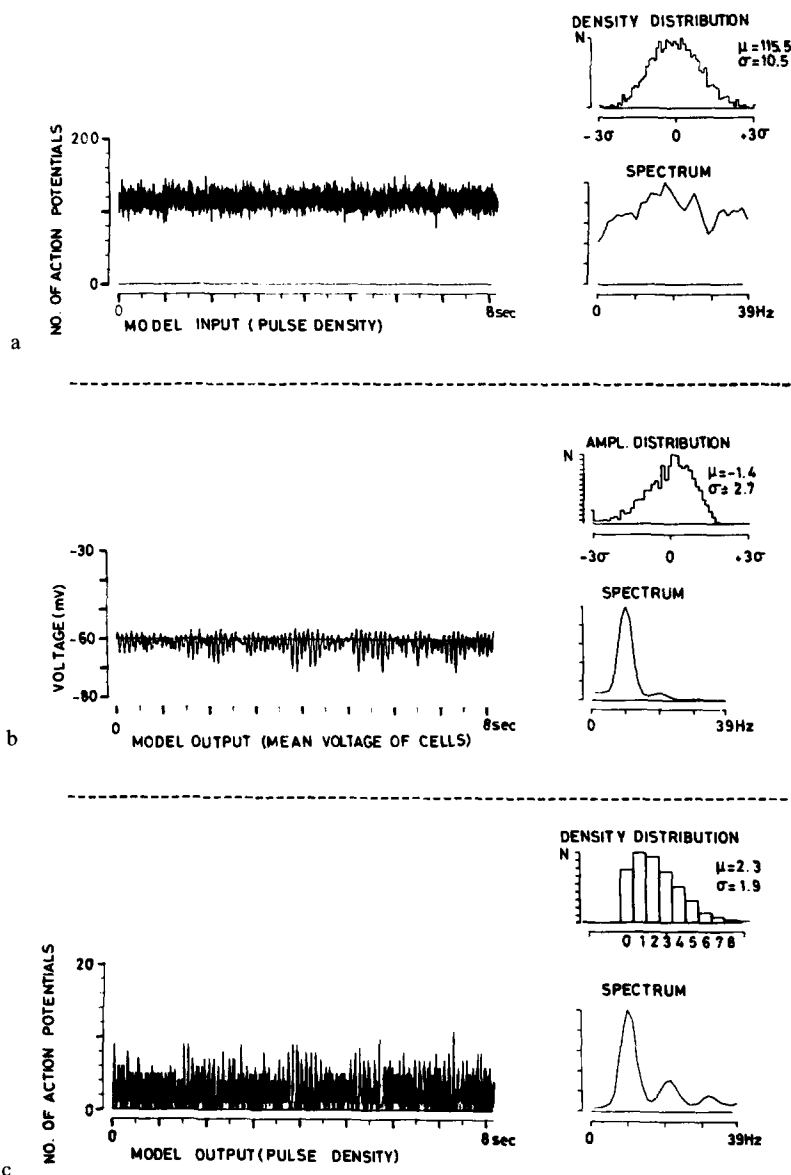 DENSITY DISTRIBUTION
N
μ=115.5
σ=10.5
-3σ 0 +3σ
200
0
NO. OF ACTION POTENTIALS
0 8sec
MODEL INPUT (PULSE DENSITY)
SPECTRUM
0 39Hz
a
AMPL. DISTRIBUTION
N
μ=-1.4
σ=2.7
-3σ 0 +3σ
-30
-60
-80
VOLTAGE (mV)
0 8sec
MODEL OUTPUT (MEAN VOLTAGE OF CELLS)
SPECTRUM
0 39Hz
b
DENSITY DISTRIBUTION
N
μ=2.3
σ=1.9
0 1 2 3 4 5 6 7 8
20
0
NO. OF ACTION POTENTIALS
0 8sec
MODEL OUTPUT (PULSE DENSITY)
SPECTRUM
0 39Hz
c